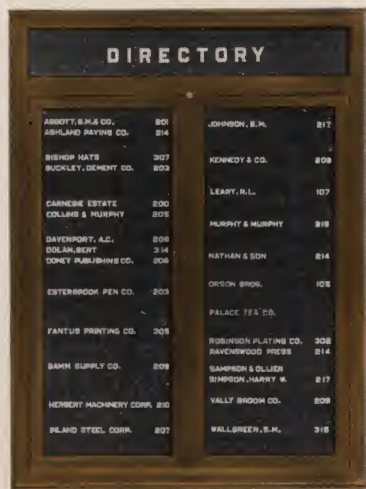 DIRECTORY
ABBOTT, B.M.& CO. 201
ASHLAND PAVING CO. 214
BISHOP HATS 307
BUCKLEY, DEMENT CO. 203
CARNEGIE ESTATE 200
COLLINS & MURPHY 205
DAVENPORT, A.C. 206
DOLAN, BERT 314
DONEY PUBLISHING CO. 206
ESTERBROOK PEN CO. 203
FANTUS PRINTING CO. 305
GAMM SUPPLY CO. 209
HERBERT MACHINERY CORP. 210
INLAND STEEL CORP. 207
JOHNSON, S.M. 217
KENNEDY & CO. 208
LEARY, R.L. 107
MURPHY & MURPHY 215
NATHAN & SON 214
ORSON BROS. 105
PALACE TEA CO.
ROBINSON PLATING CO. 302
RAVENSWOOD PRESS 214
SAMPSON & OLLIER
SIMPSON, HARRY W. 217
VALLY BROOM CO. 209
WALLGREEN, S.M. 315